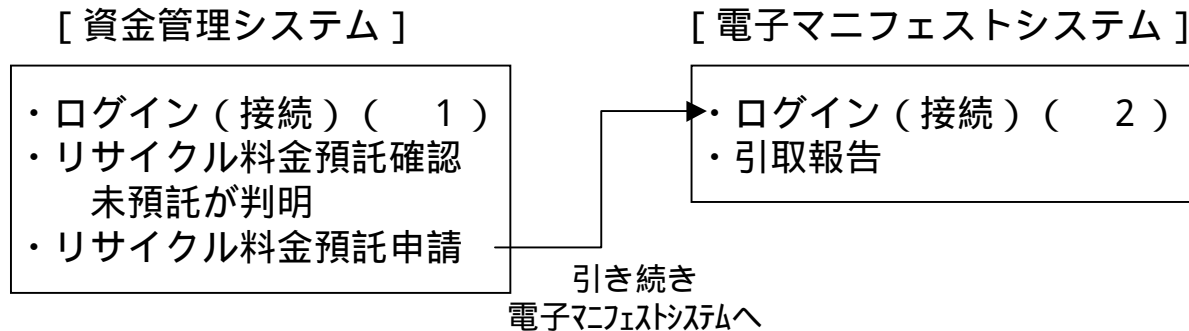 [資金管理システム]
・ログイン(接続)(　1)
・リサイクル料金預託確認
未預託が判明
・リサイクル料金預託申請
引き続き
電子ﾏﾆﾌｪｽﾄｼｽﾃﾑへ
[電子マニフェストシステム]
・ログイン(接続)(　2)
・引取報告